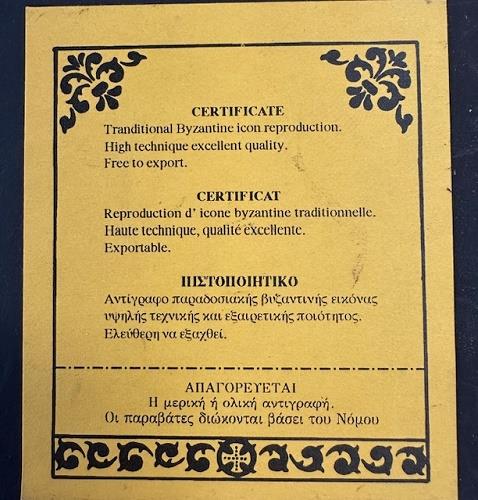 CERTIFICATE
Tranditional Byzantine icon reproduction.
High technique excellent quality.
Free to export.
CERTIFICAT
Reproduction d' icone byzantine traditionnelle.
Haute technique, qualité éxcellente.
Exportable.
ΠΙΣΤΟΠΟΙΗΤΙΚΟ
Αντίγραφο παραδοσιακής βυζαντινής εικόνας
υψηλής τεχνικής και εξαιρετικής ποιότητος.
Ελεύθερη να εξαχθεί.
ΑΠΑΓΟΡΕΥΕΤΑΙ
Η μερική ή ολική αντιγραφή.
Οι παραβάτες διώκονται βάσει του Νόμου